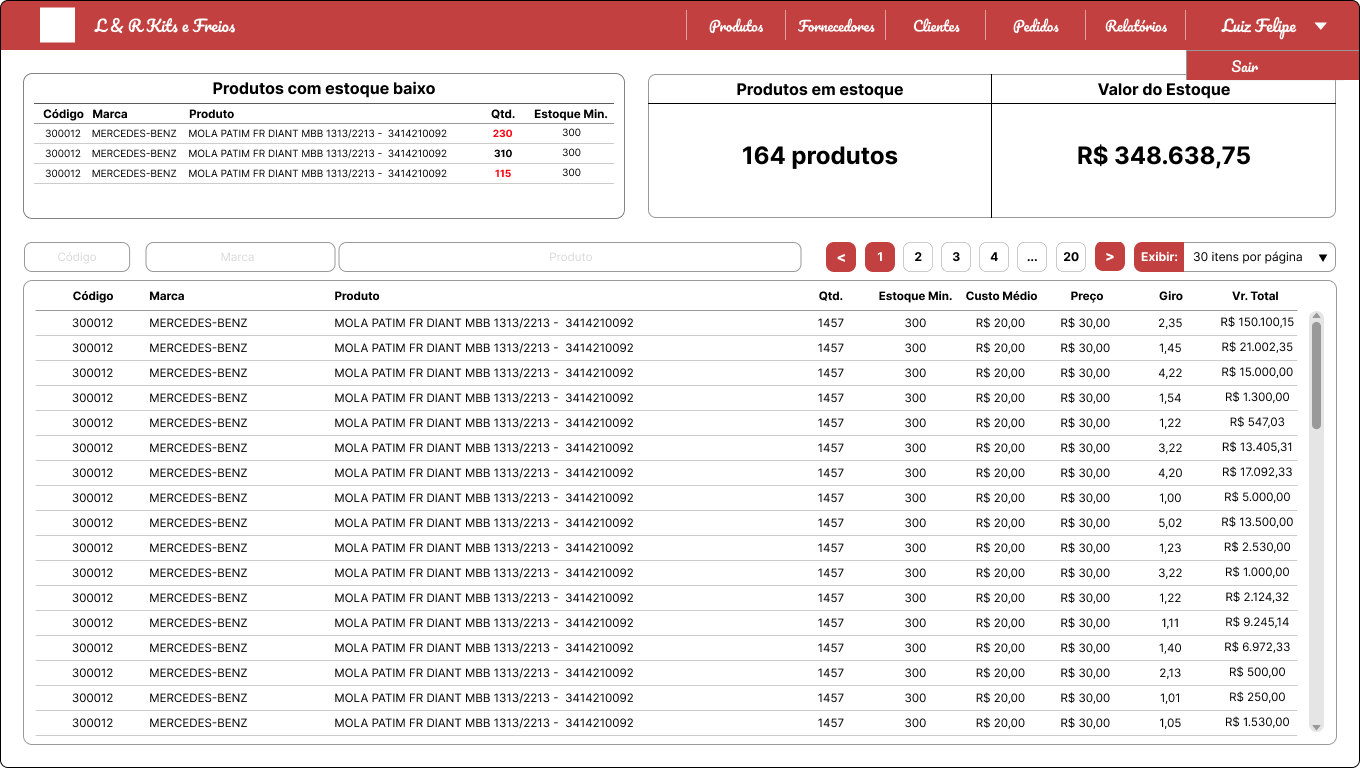 L & R Kits e Freios Produtos Fornecedores Clientes Pedidos Relatórios Luiz Felipe ▼
Sair
Produtos com estoque baixo
Código Marca Produto Qtd. Estoque Min.
300012 MERCEDES-BENZ MOLA PATIM FR DIANT MBB 1313/2213 - 3414210092 230 300
300012 MERCEDES-BENZ MOLA PATIM FR DIANT MBB 1313/2213 - 3414210092 310 300
300012 MERCEDES-BENZ MOLA PATIM FR DIANT MBB 1313/2213 - 3414210092 115 300
Produtos em estoque Valor do Estoque
164 produtos R$ 348.638,75
Código Marca Produto < 1 2 3 4 ... 20 > Exibir: 30 itens por página ▼
Código Marca Produto Qtd. Estoque Min. Custo Médio Preço Giro Vr. Total
300012 MERCEDES-BENZ MOLA PATIM FR DIANT MBB 1313/2213 - 3414210092 1457 300 R$ 20,00 R$ 30,00 2,35 R$ 150.100,15
300012 MERCEDES-BENZ MOLA PATIM FR DIANT MBB 1313/2213 - 3414210092 1457 300 R$ 20,00 R$ 30,00 1,45 R$ 21.002,35
300012 MERCEDES-BENZ MOLA PATIM FR DIANT MBB 1313/2213 - 3414210092 1457 300 R$ 20,00 R$ 30,00 4,22 R$ 15.000,00
300012 MERCEDES-BENZ MOLA PATIM FR DIANT MBB 1313/2213 - 3414210092 1457 300 R$ 20,00 R$ 30,00 1,54 R$ 1.300,00
300012 MERCEDES-BENZ MOLA PATIM FR DIANT MBB 1313/2213 - 3414210092 1457 300 R$ 20,00 R$ 30,00 1,22 R$ 547,03
300012 MERCEDES-BENZ MOLA PATIM FR DIANT MBB 1313/2213 - 3414210092 1457 300 R$ 20,00 R$ 30,00 3,22 R$ 13.405,31
300012 MERCEDES-BENZ MOLA PATIM FR DIANT MBB 1313/2213 - 3414210092 1457 300 R$ 20,00 R$ 30,00 4,20 R$ 17.092,33
300012 MERCEDES-BENZ MOLA PATIM FR DIANT MBB 1313/2213 - 3414210092 1457 300 R$ 20,00 R$ 30,00 1,00 R$ 5.000,00
300012 MERCEDES-BENZ MOLA PATIM FR DIANT MBB 1313/2213 - 3414210092 1457 300 R$ 20,00 R$ 30,00 5,02 R$ 13.500,00
300012 MERCEDES-BENZ MOLA PATIM FR DIANT MBB 1313/2213 - 3414210092 1457 300 R$ 20,00 R$ 30,00 1,23 R$ 2.530,00
300012 MERCEDES-BENZ MOLA PATIM FR DIANT MBB 1313/2213 - 3414210092 1457 300 R$ 20,00 R$ 30,00 3,22 R$ 1.000,00
300012 MERCEDES-BENZ MOLA PATIM FR DIANT MBB 1313/2213 - 3414210092 1457 300 R$ 20,00 R$ 30,00 1,22 R$ 2.124,32
300012 MERCEDES-BENZ MOLA PATIM FR DIANT MBB 1313/2213 - 3414210092 1457 300 R$ 20,00 R$ 30,00 1,11 R$ 9.245,14
300012 MERCEDES-BENZ MOLA PATIM FR DIANT MBB 1313/2213 - 3414210092 1457 300 R$ 20,00 R$ 30,00 1,40 R$ 6.972,33
300012 MERCEDES-BENZ MOLA PATIM FR DIANT MBB 1313/2213 - 3414210092 1457 300 R$ 20,00 R$ 30,00 2,13 R$ 500,00
300012 MERCEDES-BENZ MOLA PATIM FR DIANT MBB 1313/2213 - 3414210092 1457 300 R$ 20,00 R$ 30,00 1,01 R$ 250,00
300012 MERCEDES-BENZ MOLA PATIM FR DIANT MBB 1313/2213 - 3414210092 1457 300 R$ 20,00 R$ 30,00 1,05 R$ 1.530,00